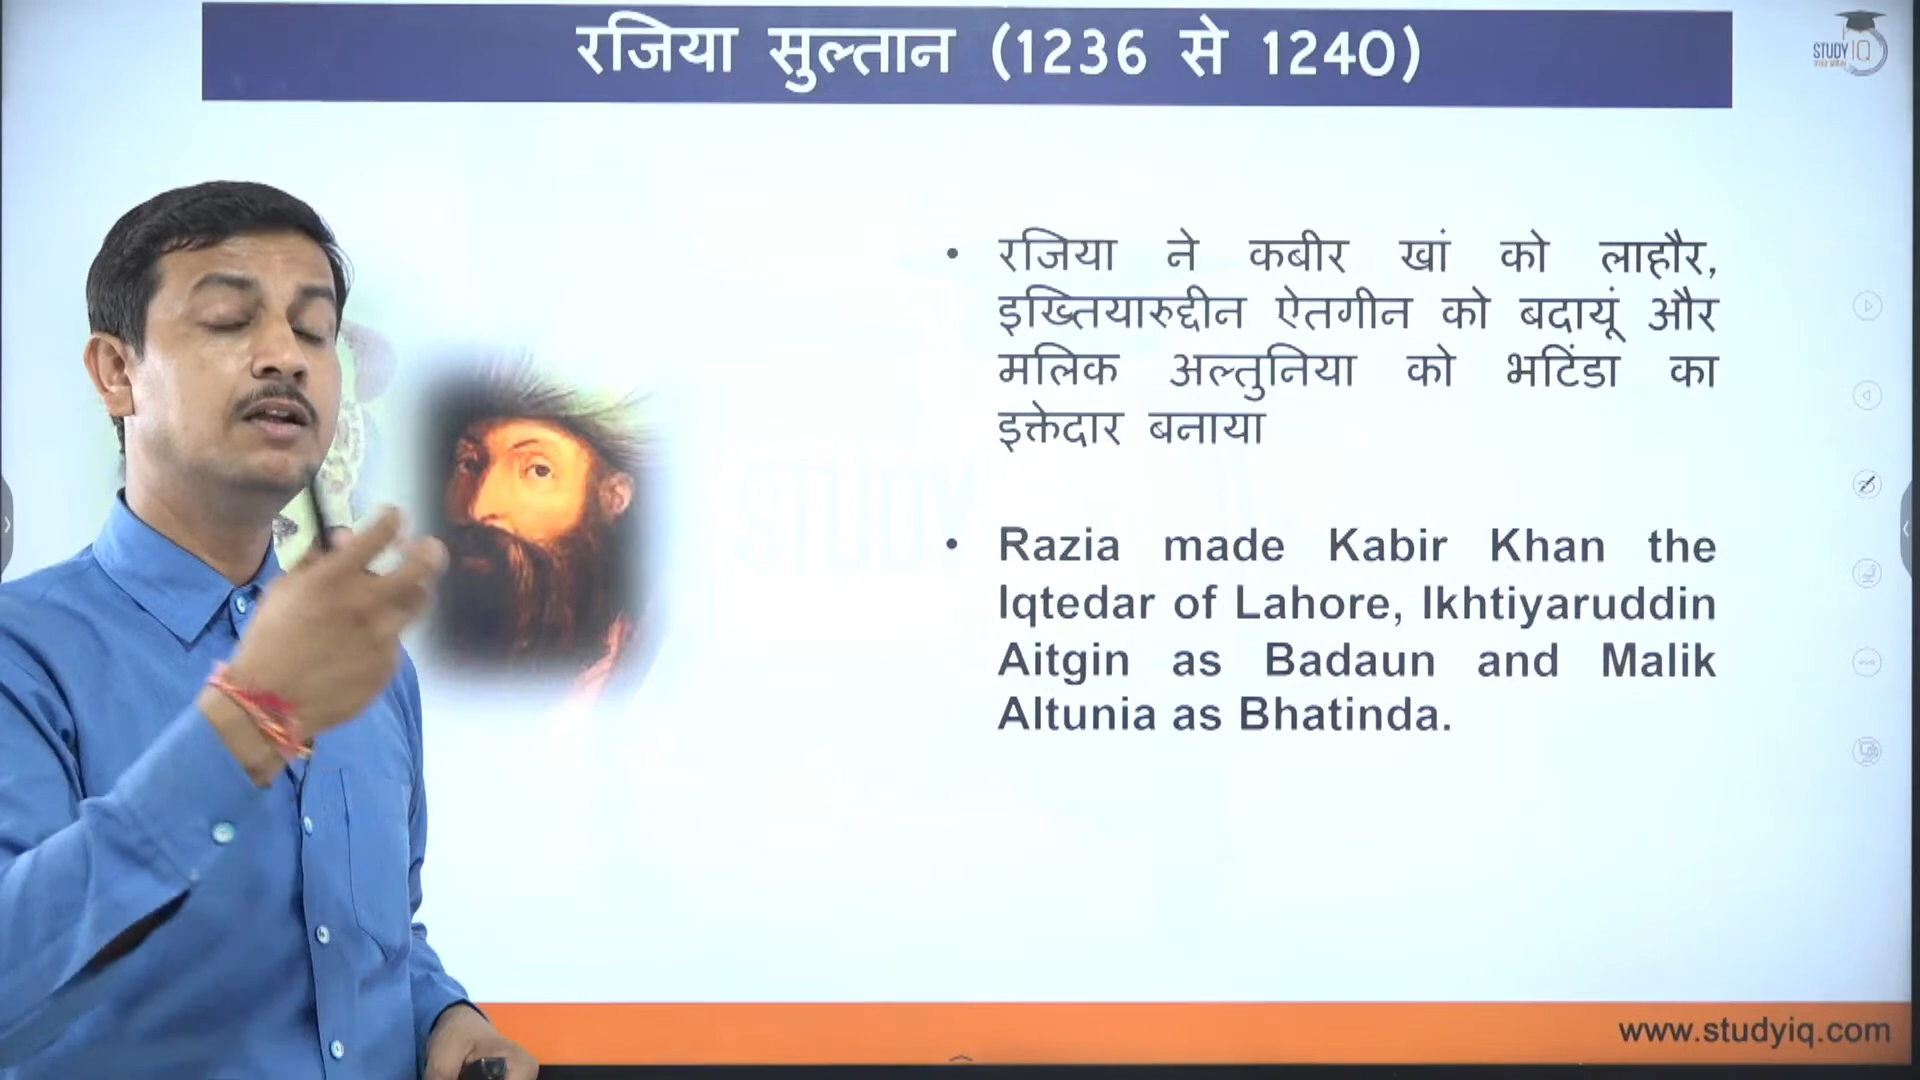 रजिया सुल्तान (1236 से 1240)
STUDY IQ
• रजिया ने कबीर खां को लाहौर,
इख्तियारुद्दीन ऐतगीन को बदायूं और
मलिक अल्तुनिया को भटिंडा का
इक्तेदार बनाया
STUDY
• Razia made Kabir Khan the
Iqtedar of Lahore, Ikhtiyaruddin
Aitgin as Badaun and Malik
Altunia as Bhatinda.
www.studyiq.com